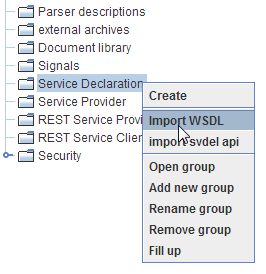 Parser descriptions
external archives
Document library
Signals
Service Declaration
Service Provider
REST Service Provi
REST Service Clien
Security
Create
Import WSDL
import svdel api
Open group
Add new group
Rename group
Remove group
Fill up